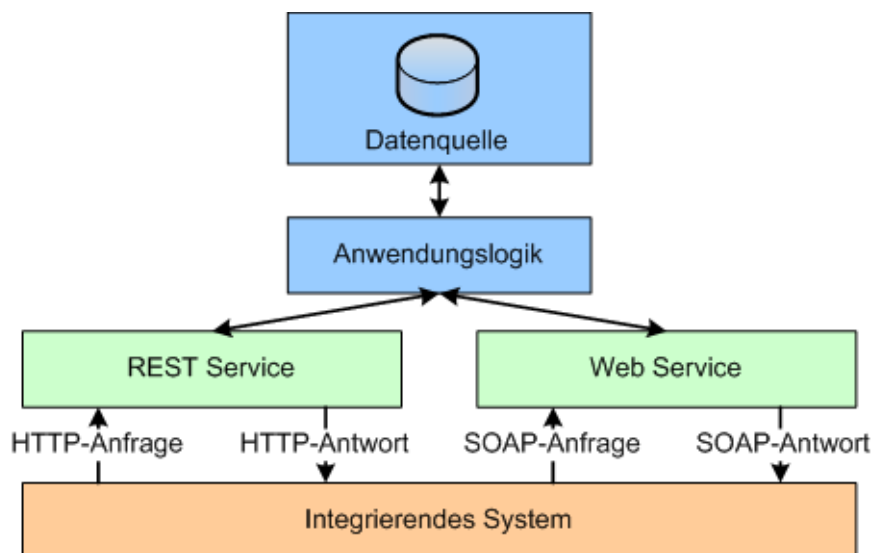 Datenquelle
Anwendungslogik
REST Service
Web Service
HTTP-Anfrage
HTTP-Antwort
SOAP-Anfrage
SOAP-Antwort
Integrierendes System